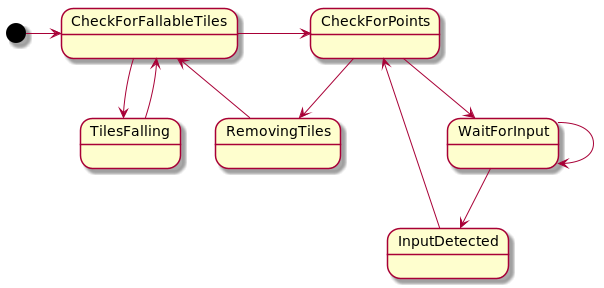 CheckForFallableTiles
CheckForPoints
TilesFalling
RemovingTiles
WaitForInput
InputDetected